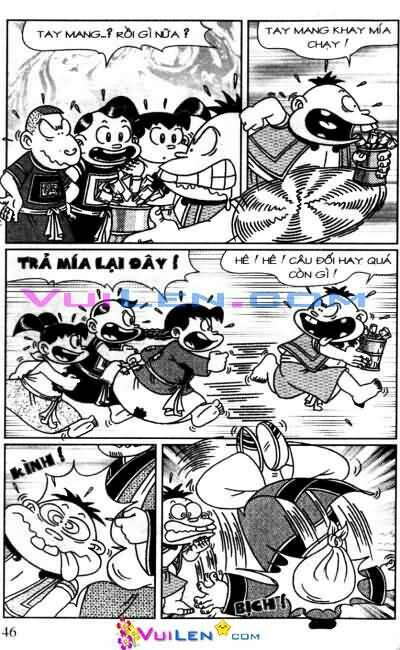 TAY MANG...? RỒI GÌ NỮA ?
TAY MANG KHAY MÍA
CHẠY !
TRẢ MÍA LẠI ĐÂY !
HÊ ! HÊ ! CÂU ĐỐI HAY QUÁ
CÒN GÌ !
VUILEN.COM
KÌNH !
BỊCH !
46
VUILEN.COM